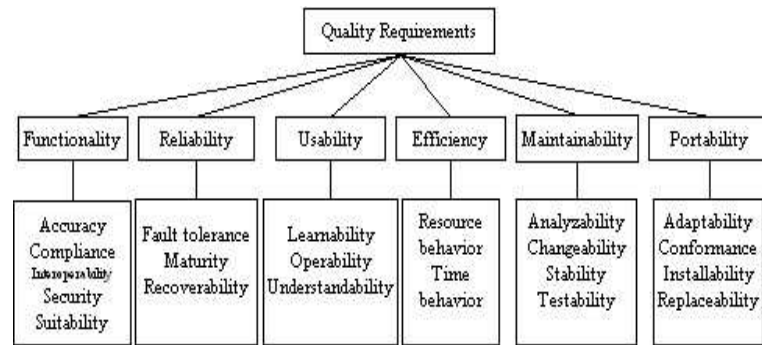 Quality Requirements
Functionality
Reliability
Usability
Efficiency
Maintainability
Portability
Accuracy
Compliance
Interoperability
Security
Suitability
Fault tolerance
Maturity
Recoverability
Learnability
Operability
Understandability
Resource
behavior
Time
behavior
Analyzability
Changeability
Stability
Testability
Adaptability
Conformance
Installability
Replaceability